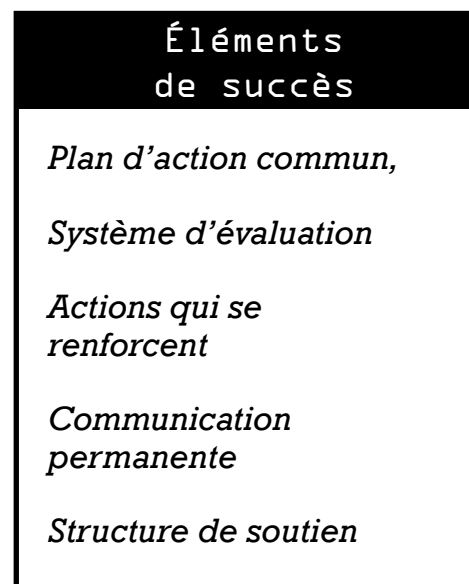 Éléments
de succès
Plan d’action commun,
Système d’évaluation
Actions qui se
renforcent
Communication
permanente
Structure de soutien